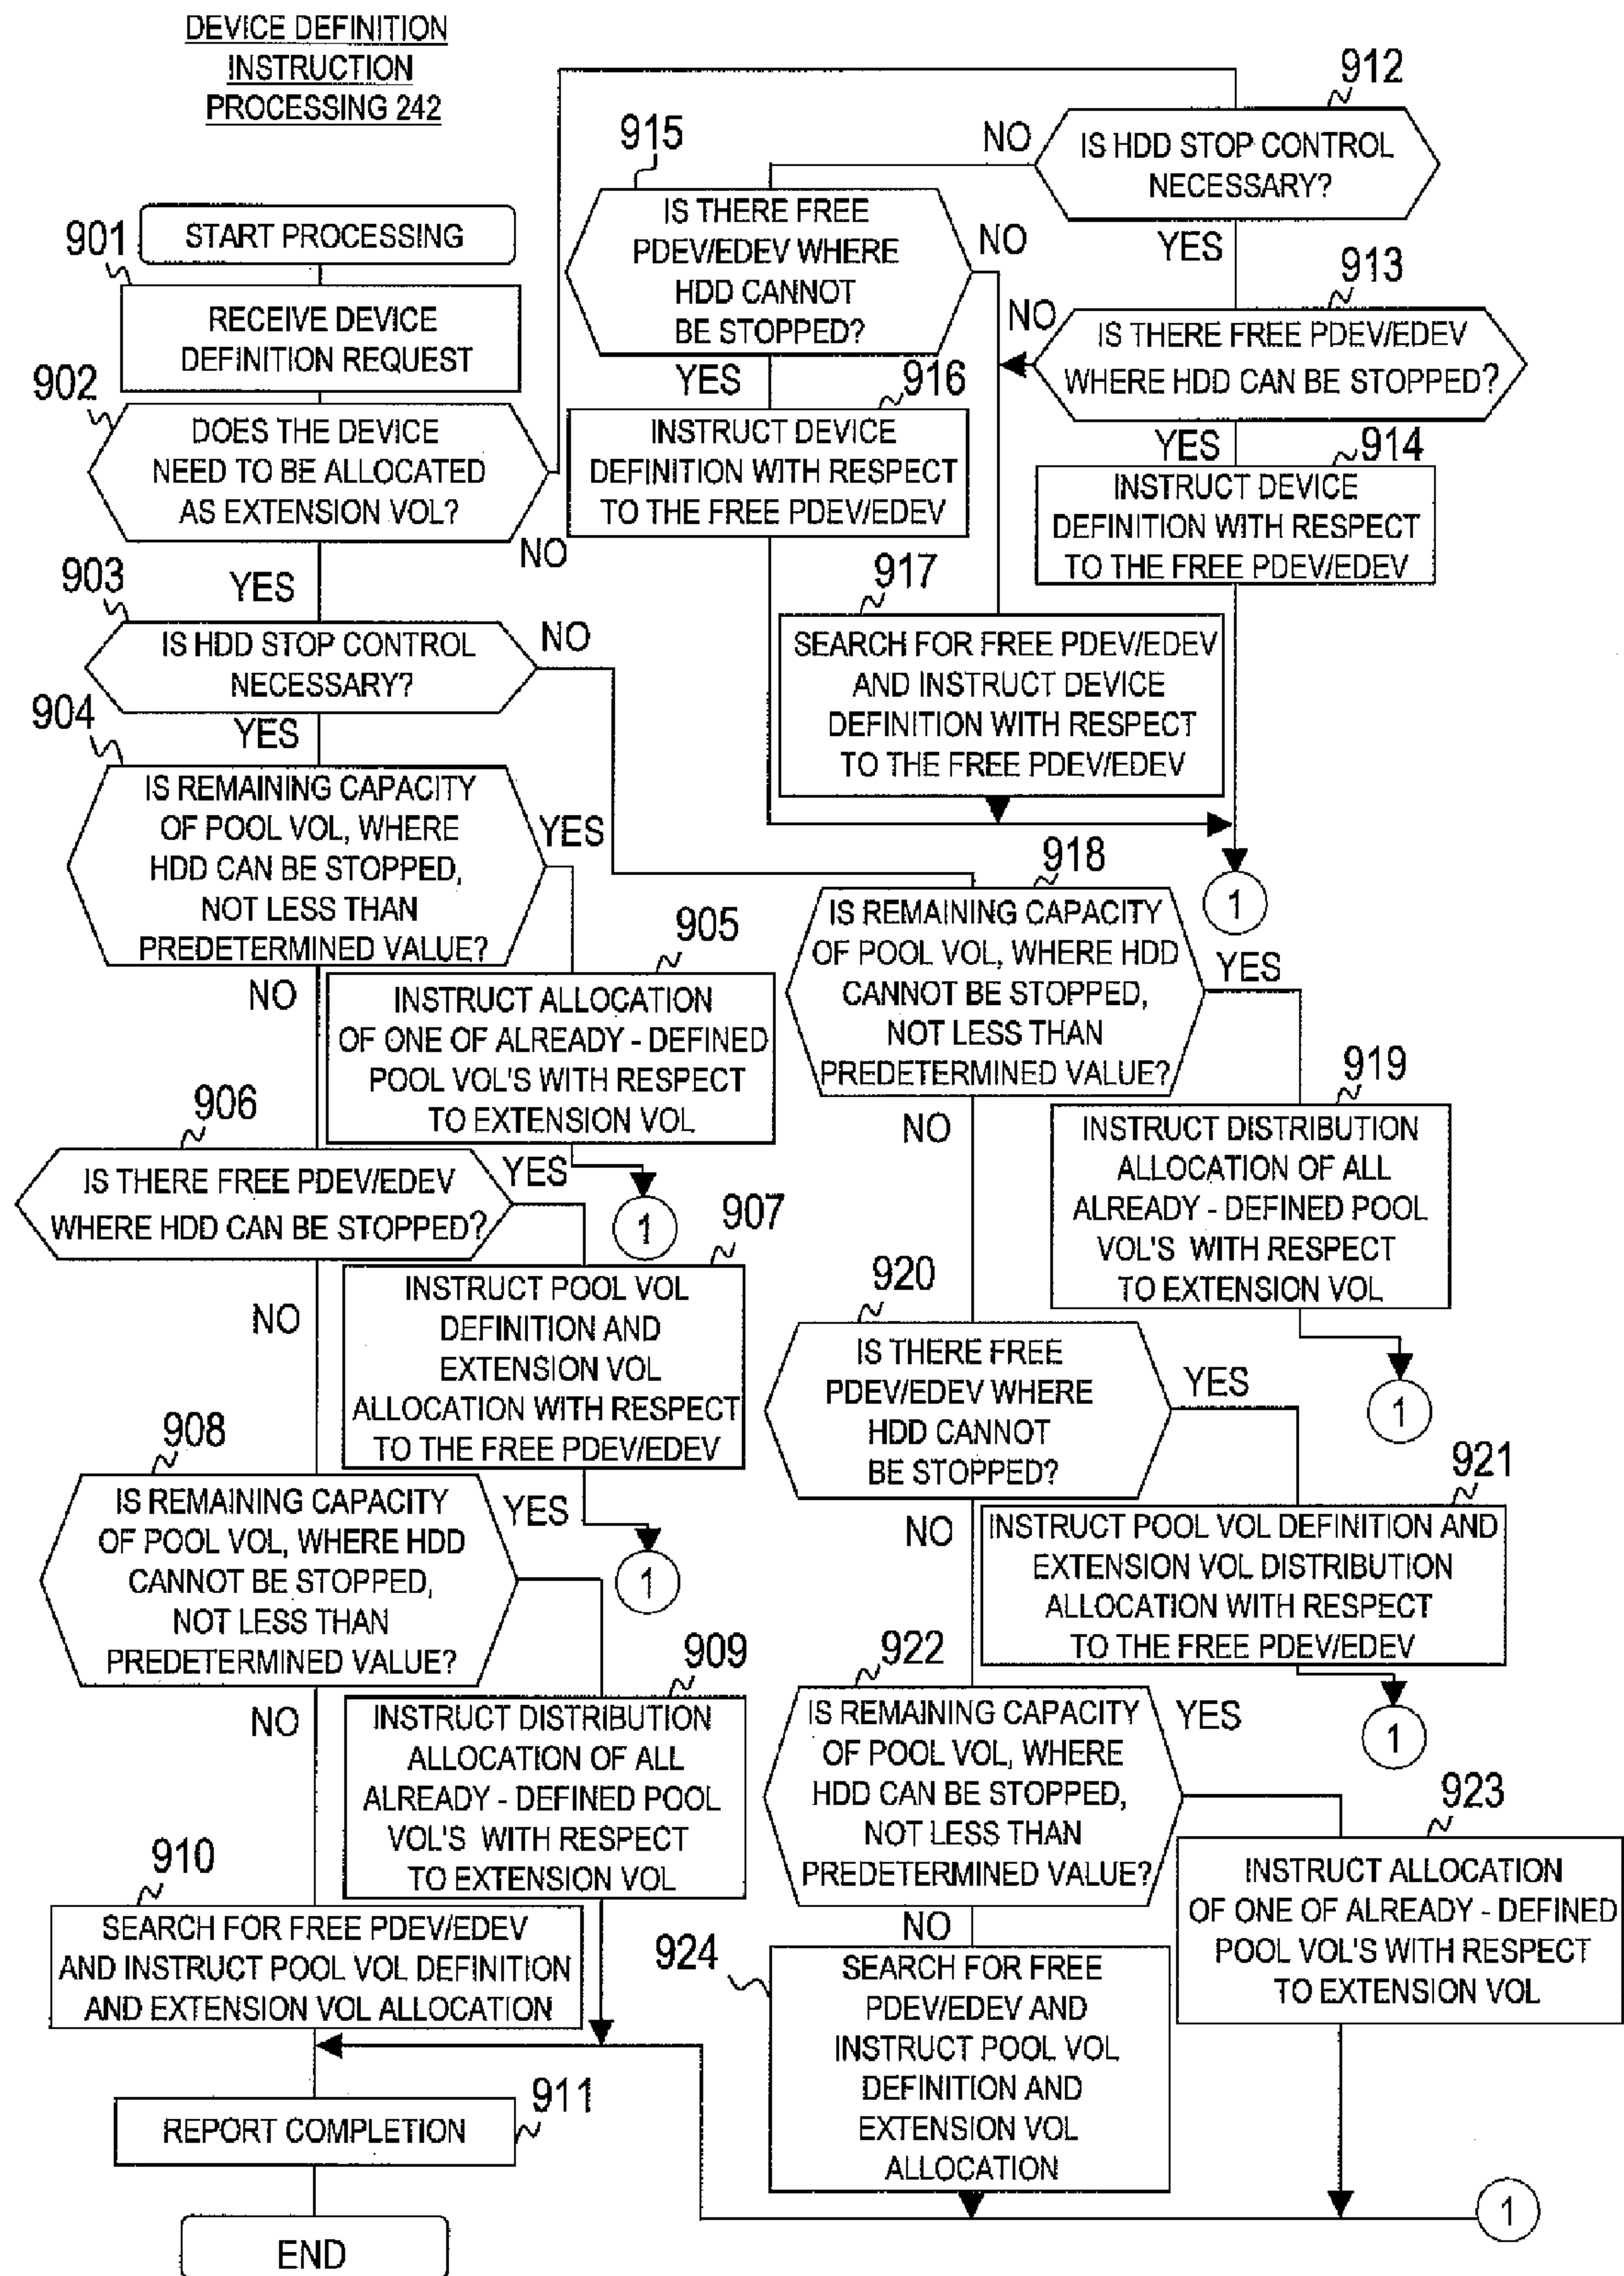 DEVICE DEFINITION
INSTRUCTION
PROCESSING 242
START PROCESSING
901
RECEIVE DEVICE
DEFINITION REQUEST
902
DOES THE DEVICE
NEED TO BE ALLOCATED
AS EXTENSION VOL?
NO
YES
903
IS HDD STOP CONTROL
NECESSARY?
NO
YES
904
IS REMAINING CAPACITY
OF POOL VOL, WHERE
HDD CAN BE STOPPED,
NOT LESS THAN
PREDETERMINED VALUE?
YES
NO
905
INSTRUCT ALLOCATION
OF ONE OF ALREADY - DEFINED
POOL VOL'S WITH RESPECT
TO EXTENSION VOL
1
906
IS THERE FREE PDEV/EDEV
WHERE HDD CAN BE STOPPED?
YES
NO
907
INSTRUCT POOL VOL
DEFINITION AND
EXTENSION VOL
ALLOCATION WITH RESPECT
TO THE FREE PDEV/EDEV
1
908
IS REMAINING CAPACITY
OF POOL VOL, WHERE HDD
CANNOT BE STOPPED,
NOT LESS THAN
PREDETERMINED VALUE?
YES
NO
909
INSTRUCT DISTRIBUTION
ALLOCATION OF ALL
ALREADY - DEFINED POOL
VOL'S WITH RESPECT
TO EXTENSION VOL
910
SEARCH FOR FREE PDEV/EDEV
AND INSTRUCT POOL VOL DEFINITION
AND EXTENSION VOL ALLOCATION
911
REPORT COMPLETION
END
912
IS HDD STOP CONTROL
NECESSARY?
NO
YES
913
IS THERE FREE PDEV/EDEV
WHERE HDD CAN BE STOPPED?
NO
YES
914
INSTRUCT DEVICE
DEFINITION WITH RESPECT
TO THE FREE PDEV/EDEV
915
IS THERE FREE
PDEV/EDEV WHERE
HDD CANNOT
BE STOPPED?
NO
YES
916
INSTRUCT DEVICE
DEFINITION WITH RESPECT
TO THE FREE PDEV/EDEV
917
SEARCH FOR FREE PDEV/EDEV
AND INSTRUCT DEVICE
DEFINITION WITH RESPECT
TO THE FREE PDEV/EDEV
1
918
IS REMAINING CAPACITY
OF POOL VOL, WHERE HDD
CANNOT BE STOPPED,
NOT LESS THAN
PREDETERMINED VALUE?
YES
NO
919
INSTRUCT DISTRIBUTION
ALLOCATION OF ALL
ALREADY - DEFINED POOL
VOL'S WITH RESPECT
TO EXTENSION VOL
1
920
IS THERE FREE
PDEV/EDEV WHERE
HDD CANNOT
BE STOPPED?
YES
NO
921
INSTRUCT POOL VOL DEFINITION AND
EXTENSION VOL DISTRIBUTION
ALLOCATION WITH RESPECT
TO THE FREE PDEV/EDEV
1
922
IS REMAINING CAPACITY
OF POOL VOL, WHERE
HDD CAN BE STOPPED,
NOT LESS THAN
PREDETERMINED VALUE?
YES
NO
923
INSTRUCT ALLOCATION
OF ONE OF ALREADY - DEFINED
POOL VOL'S WITH RESPECT
TO EXTENSION VOL
924
SEARCH FOR FREE
PDEV/EDEV AND
INSTRUCT POOL VOL
DEFINITION AND
EXTENSION VOL
ALLOCATION
1